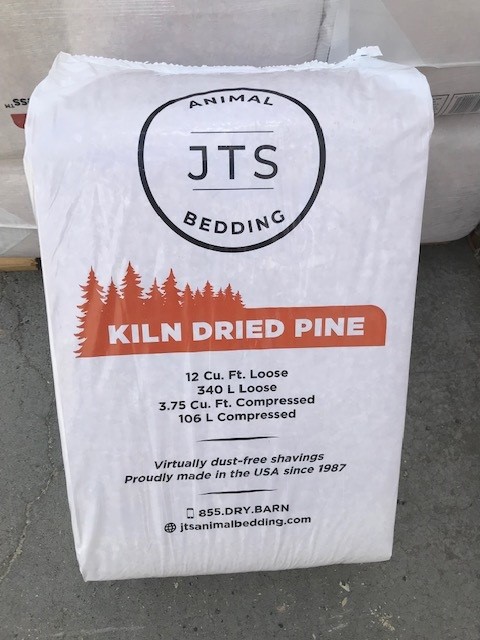 ANIMAL
JTS
BEDDING
KILN DRIED PINE
12 Cu. Ft. Loose
340 L Loose
3.75 Cu. Ft. Compressed
106 L Compressed
Virtually dust-free shavings
Proudly made in the USA since 1987
855.DRY.BARN
jtsanimalbedding.com